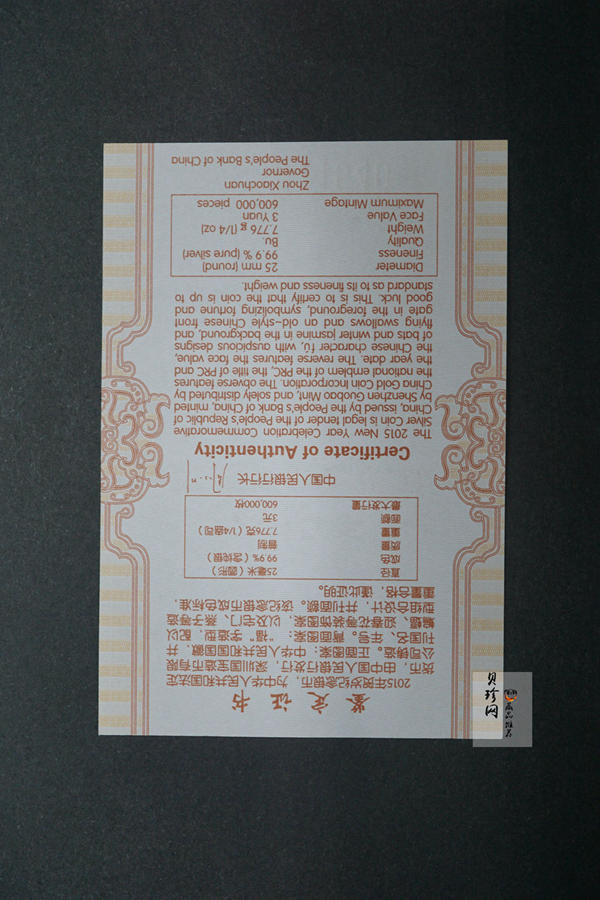 鉴定证书
2015年贺岁纪念银币，为中华人民共和国法定
货币，由中国人民银行发行，深圳国宝造币有限
公司铸造。正面图案：中华人民共和国国徽，并
刊国名、年号。背面图案：“福”字造型，配以
蝙蝠、迎春花等装饰图案，以及宅门、燕子等造
型组合设计，并刊面额。该纪念银币成色标准，
重量合格，谨此证明。
直径 25毫米（圆形）
成色 99.9%（含纯银）
质量 普制
重量 7.776克（1/4盎司）
面额 3元
最大发行量 600,000枚
中国人民银行行长
Certificate of Authenticity
The 2015 New Year Celebration Commemorative
Silver Coin is legal tender of the People's Republic of
China, issued by the People's Bank of China, minted
by Shenzhen Guobao Mint, and solely distributed by
China Gold Coin Incorporation. The obverse features
the national emblem of the PRC, the title of PRC and
the year date. The reverse features the face value,
the Chinese character fu, with auspicious designs
of bats and winter jasmine in the background, and
flying swallows and an old-style Chinese front
gate in the foreground, symbolizing fortune and
good luck. This is to certify that the coin is up to
standard as to its fineness and weight.
Diameter 25 mm (round)
Fineness 99.9 % (pure silver)
Quality Bu.
Weight 7.776 g (1/4 oz)
Face Value 3 Yuan
Maximum Mintage 600,000 pieces
Zhou Xiaochuan
Governor
The People's Bank of China
贝珍网
藏品推荐